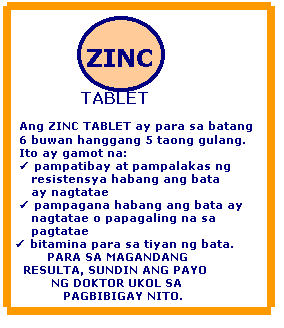 ZINC
TABLET
Ang ZINC TABLET ay para sa batang
6 buwan hanggang 5 taong gulang.
Ito ay gamot na:
✓ pampatibay at pampalakas ng
resistensya habang ang bata
ay nagtatae
✓ pampagana habang ang bata ay
nagtatae o papagaling na sa
pagtatae
✓ bitamina para sa tiyan ng bata.
PARA SA MAGANDANG
RESULTA, SUNDIN ANG PAYO
NG DOKTOR UKOL SA
PAGBIBIGAY NITO.